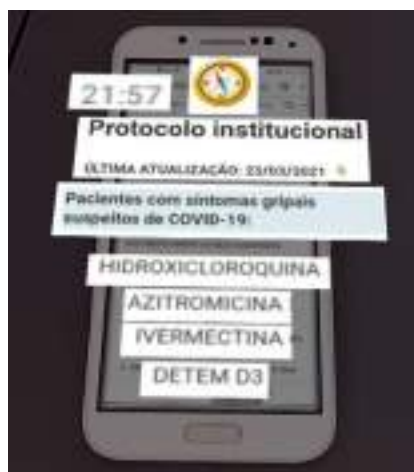 21:57
Protocolo institucional
ÚLTIMA ATUALIZAÇÃO: 23/03/2021
Pacientes com sintomas gripais
suspeitos de COVID-19:
HIDROXICLOROQUINA
AZITROMICINA
IVERMECTINA
DETEM D3